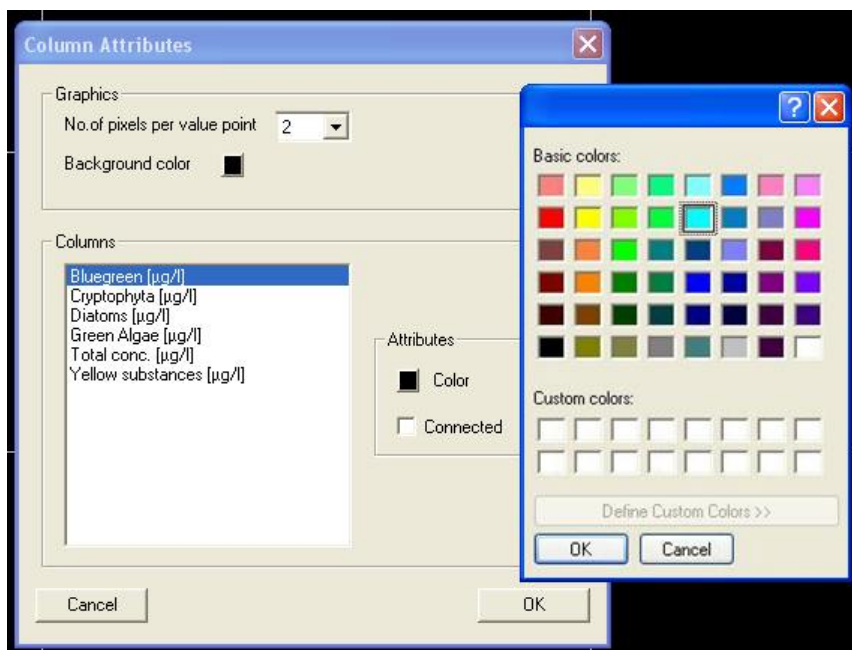 Column Attributes
Graphics
No.of pixels per value point 2
Background color
Columns
Bluegreen [µg/l]
Cryptophyta [µg/l]
Diatoms [µg/l]
Green Algae [µg/l]
Total conc. [µg/l]
Yellow substances [µg/l]
Attributes
Color
Connected
Cancel OK
?
Basic colors:
Custom colors:
Define Custom Colors >>
OK Cancel